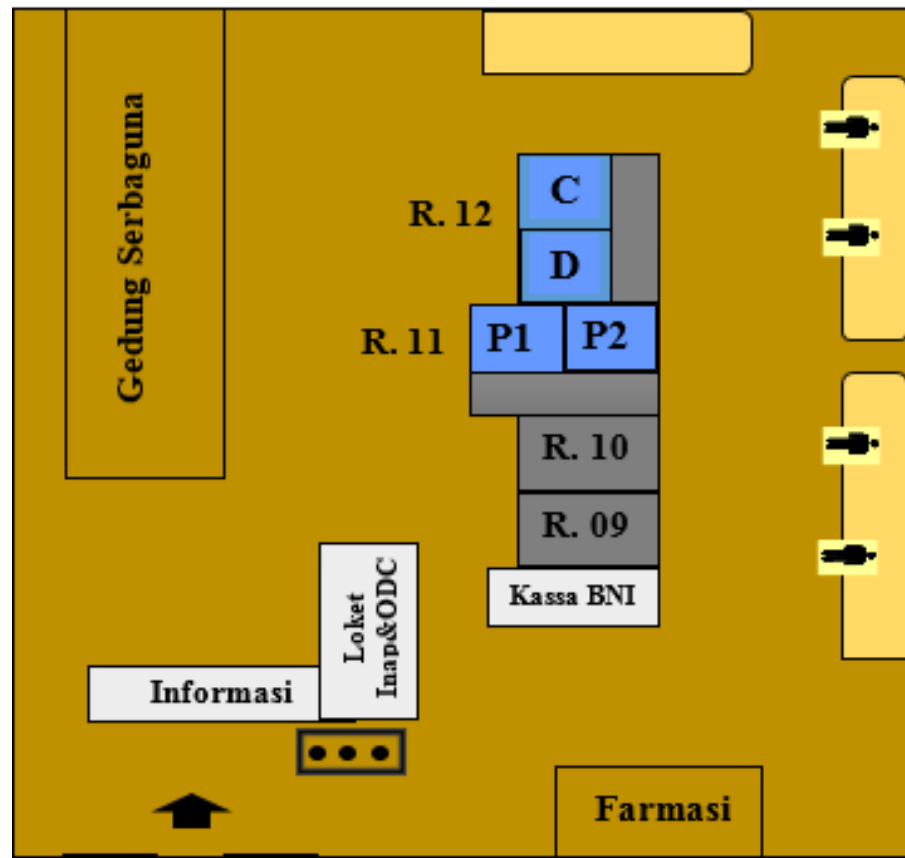 Gedung Serbaguna
R. 12
C
D
R. 11
P1
P2
R. 10
R. 09
Kassa BNI
Loket
Inap&ODC
Informasi
Farmasi